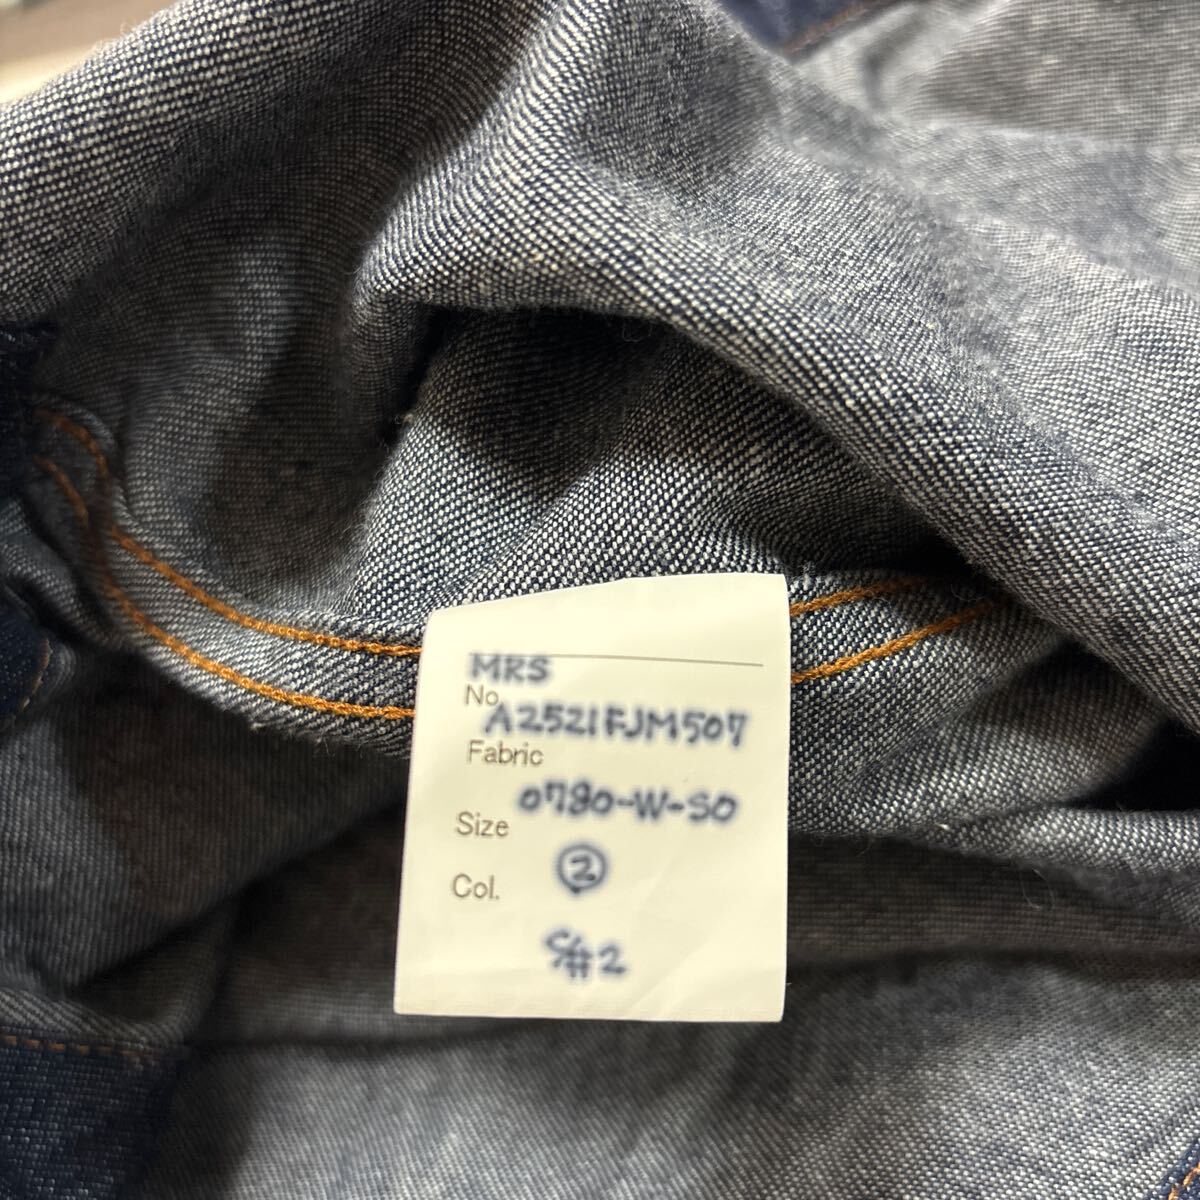 MRS
No.
A2521FJM507
Fabric
0780-W-SO
Size
②
Col.
S#2